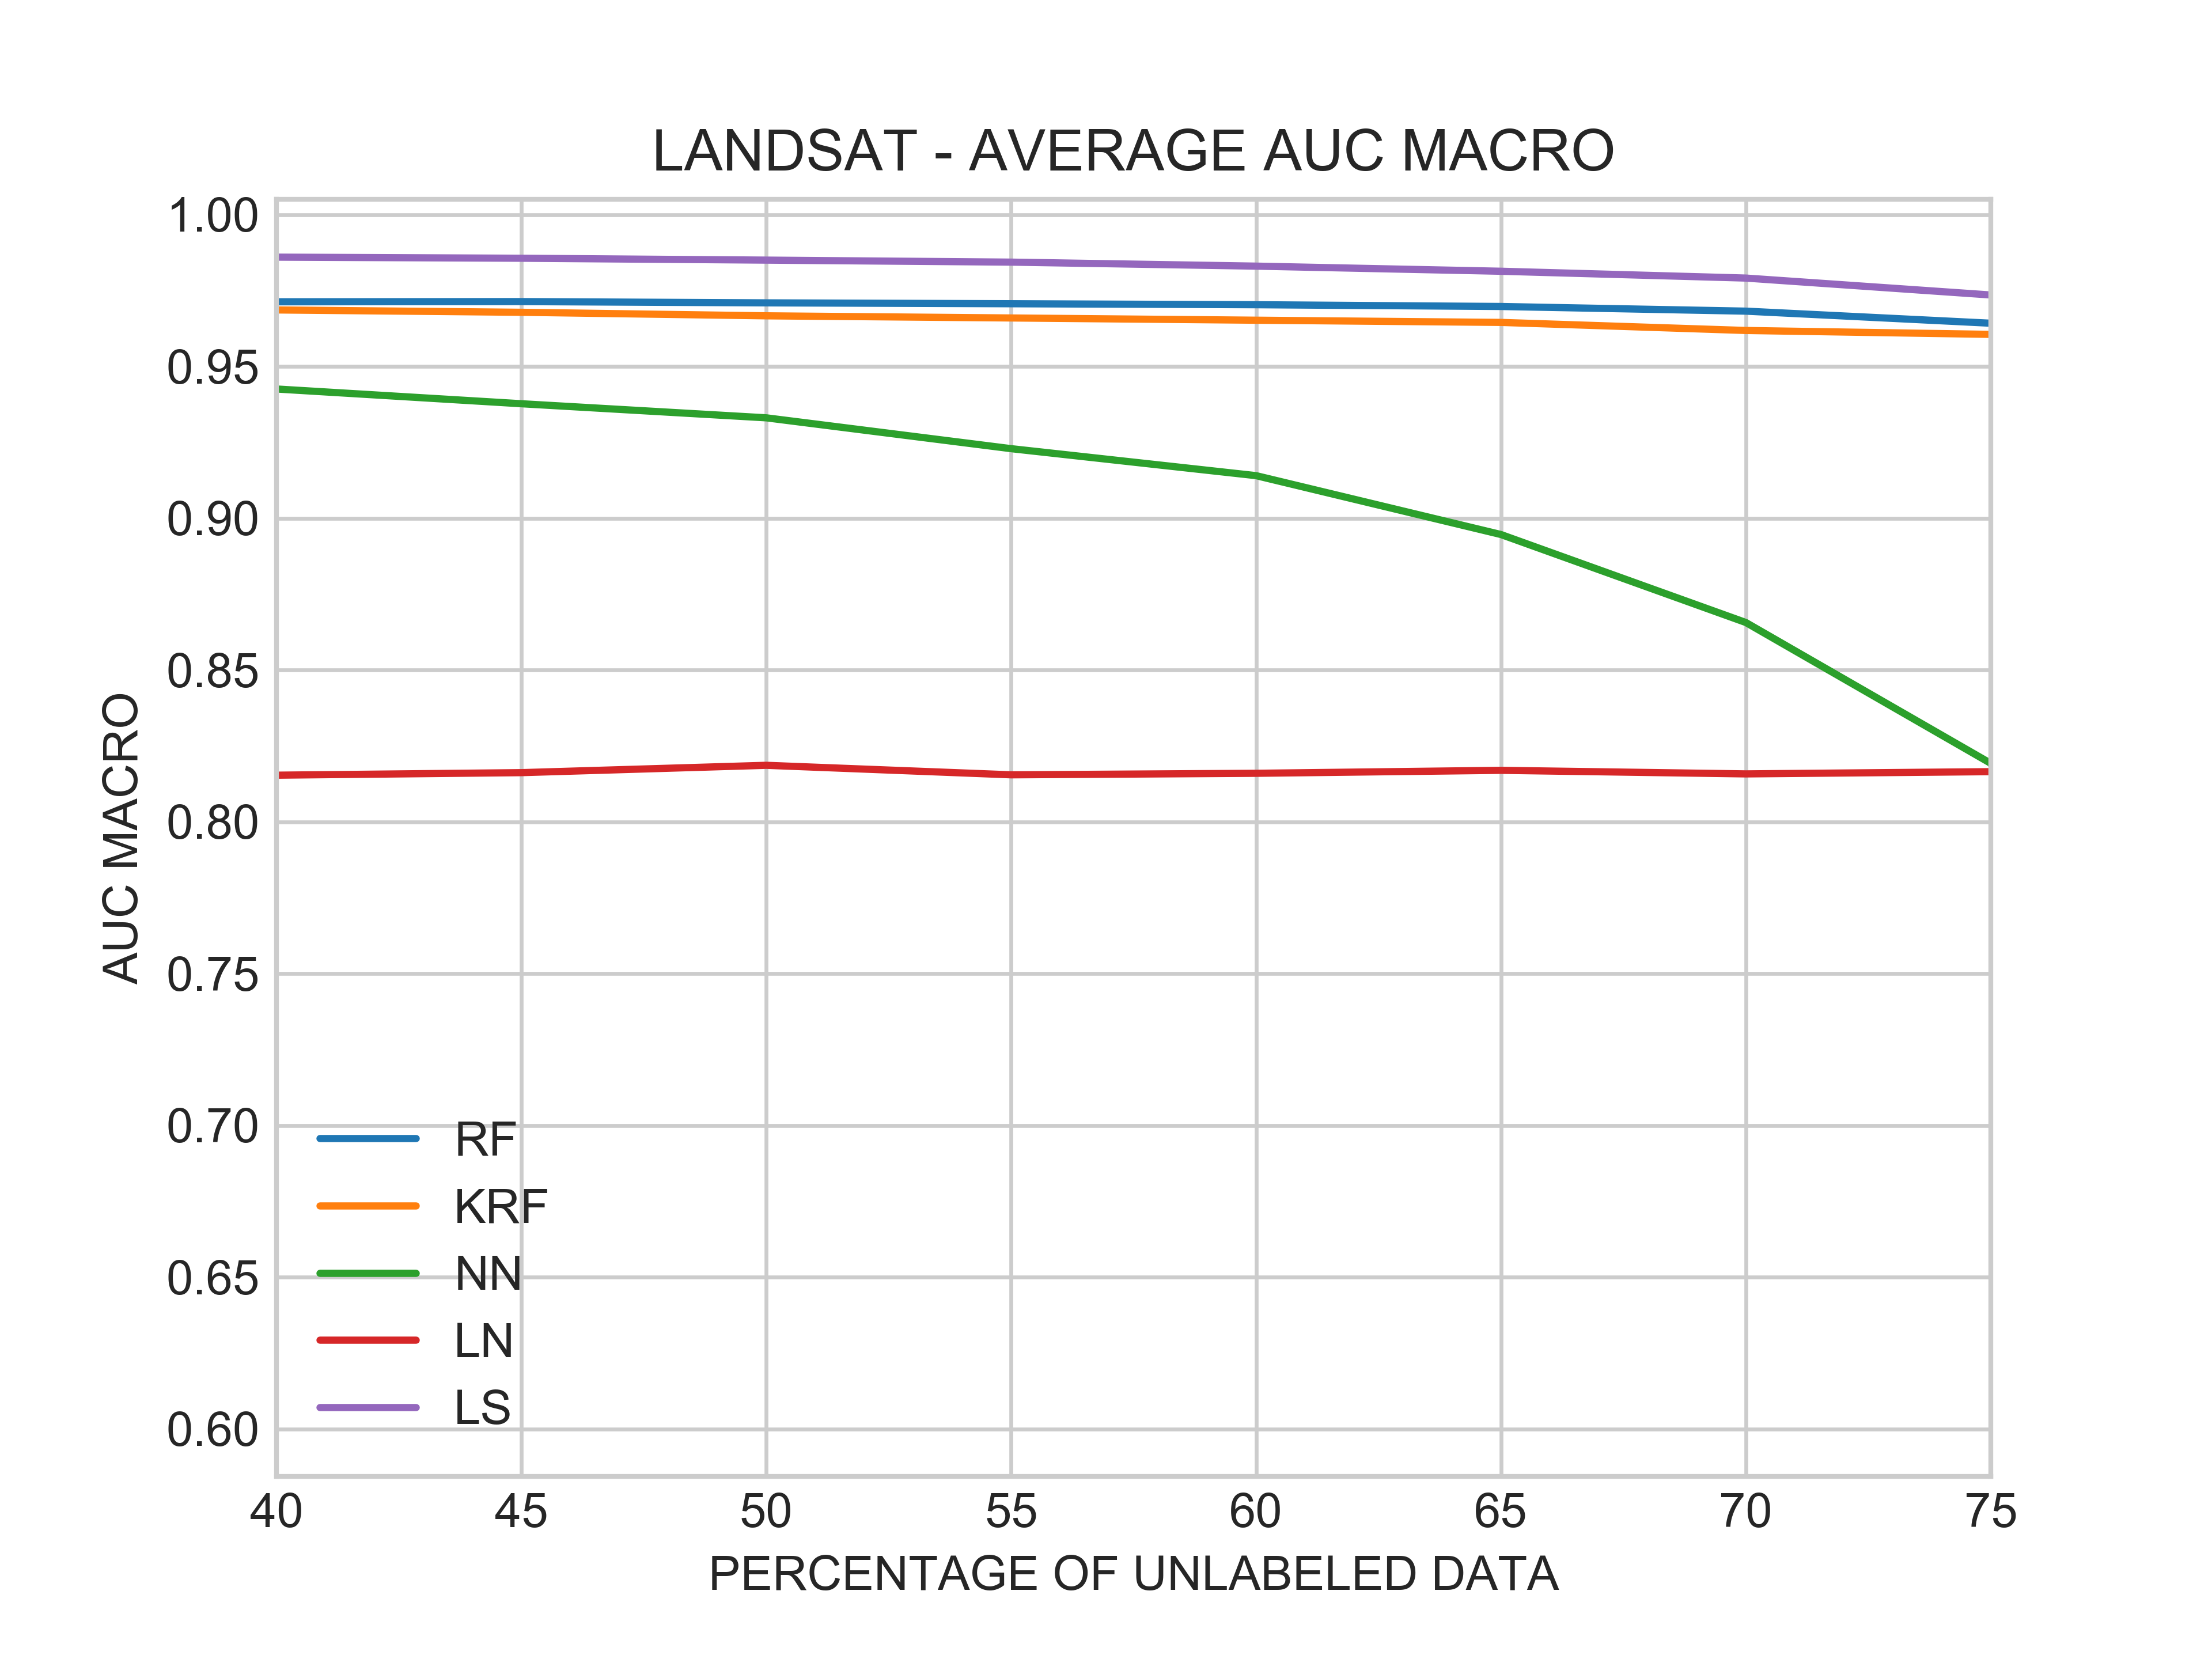 LANDSAT - AVERAGE AUC MACRO
1.00
0.95
0.90
0.85
0.80
0.75
0.70
0.65
0.60
AUC MACRO
RF
KRF
NN
LN
LS
40 45 50 55 60 65 70 75
PERCENTAGE OF UNLABELED DATA